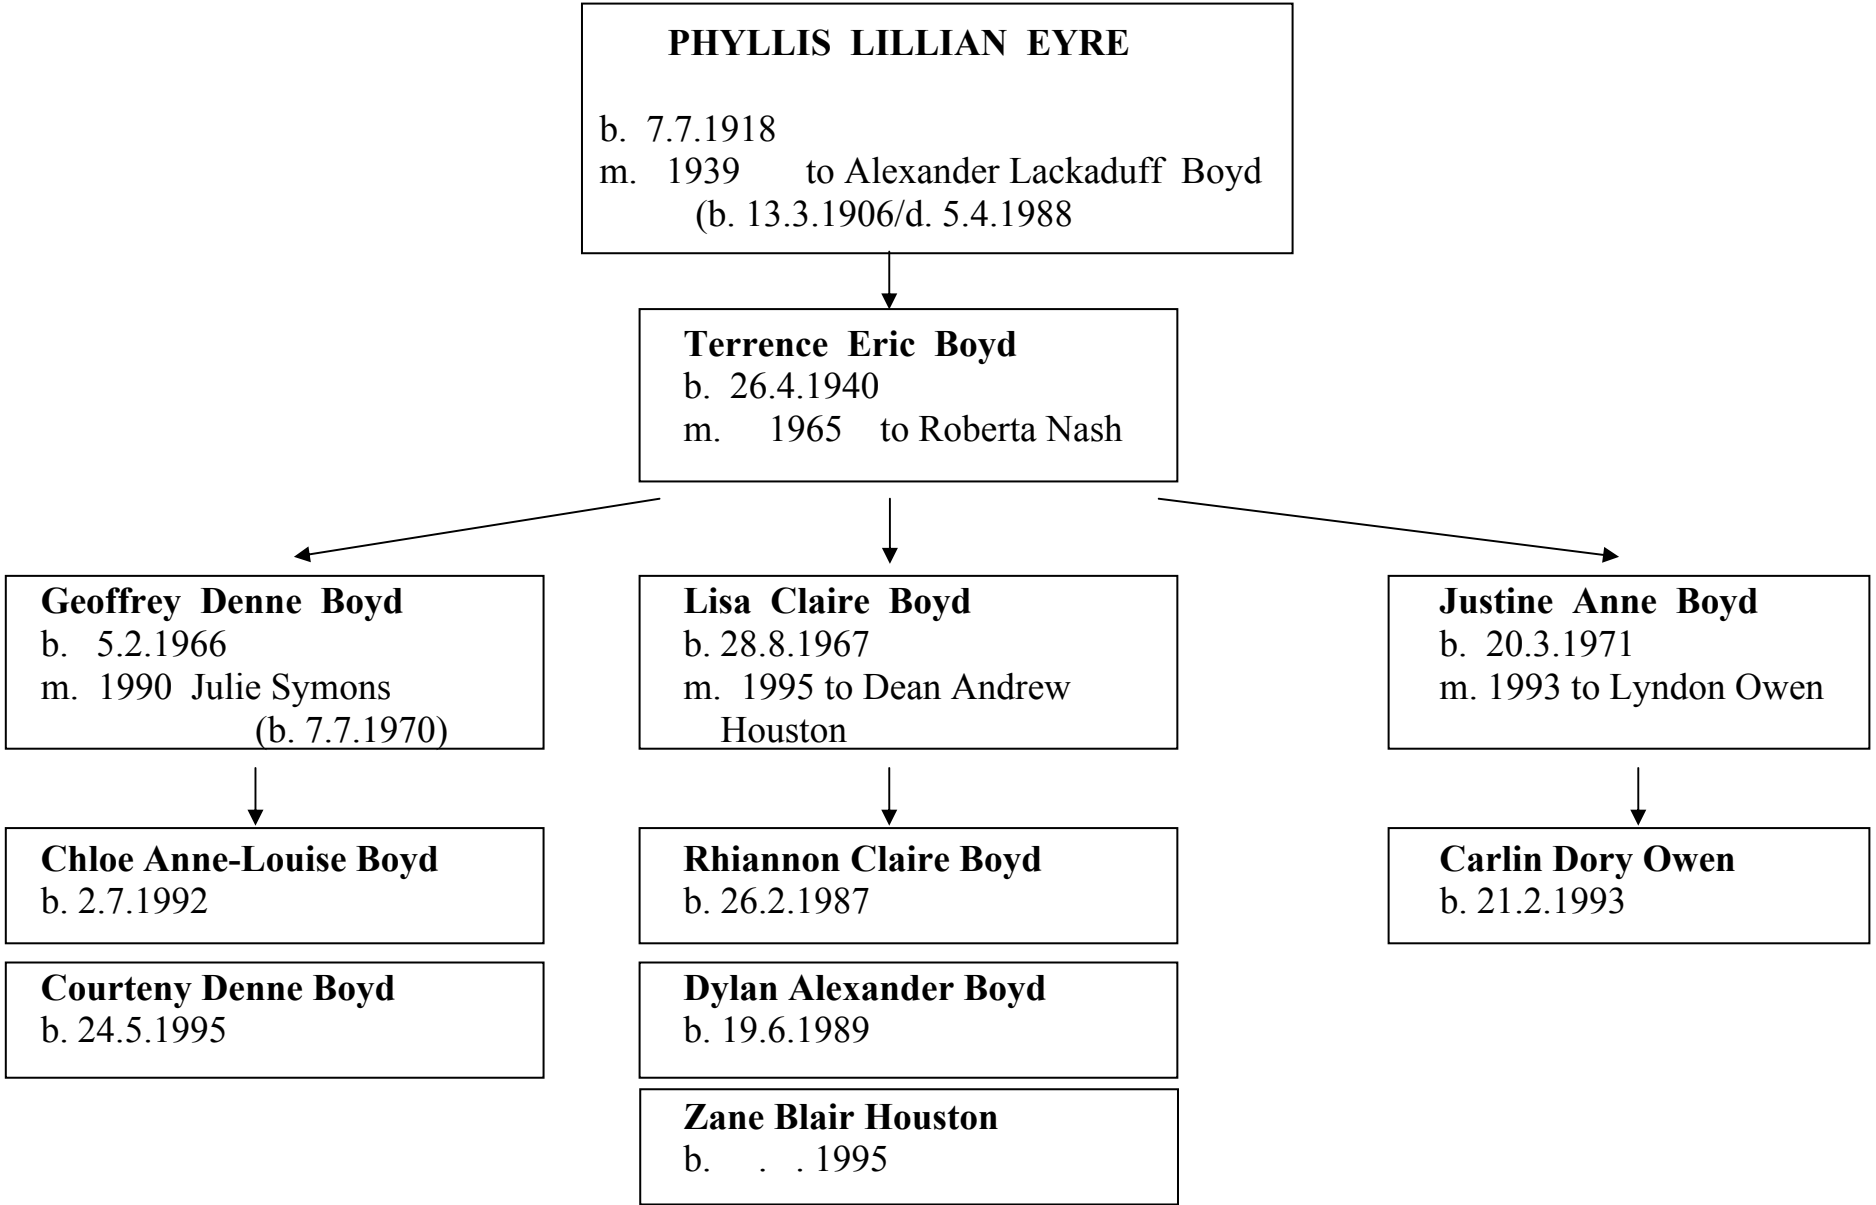 PHYLLIS LILLIAN EYRE
b. 7.7.1918
m. 1939 to Alexander Lackaduff Boyd
(b. 13.3.1906/d. 5.4.1988
Terrence Eric Boyd
b. 26.4.1940
m. 1965 to Roberta Nash
Geoffrey Denne Boyd
b. 5.2.1966
m. 1990 Julie Symons
(b. 7.7.1970)
Lisa Claire Boyd
b. 28.8.1967
m. 1995 to Dean Andrew
Houston
Justine Anne Boyd
b. 20.3.1971
m. 1993 to Lyndon Owen
Chloe Anne-Louise Boyd
b. 2.7.1992
Rhiannon Claire Boyd
b. 26.2.1987
Carlin Dory Owen
b. 21.2.1993
Courteny Denne Boyd
b. 24.5.1995
Dylan Alexander Boyd
b. 19.6.1989
Zane Blair Houston
b. . . 1995